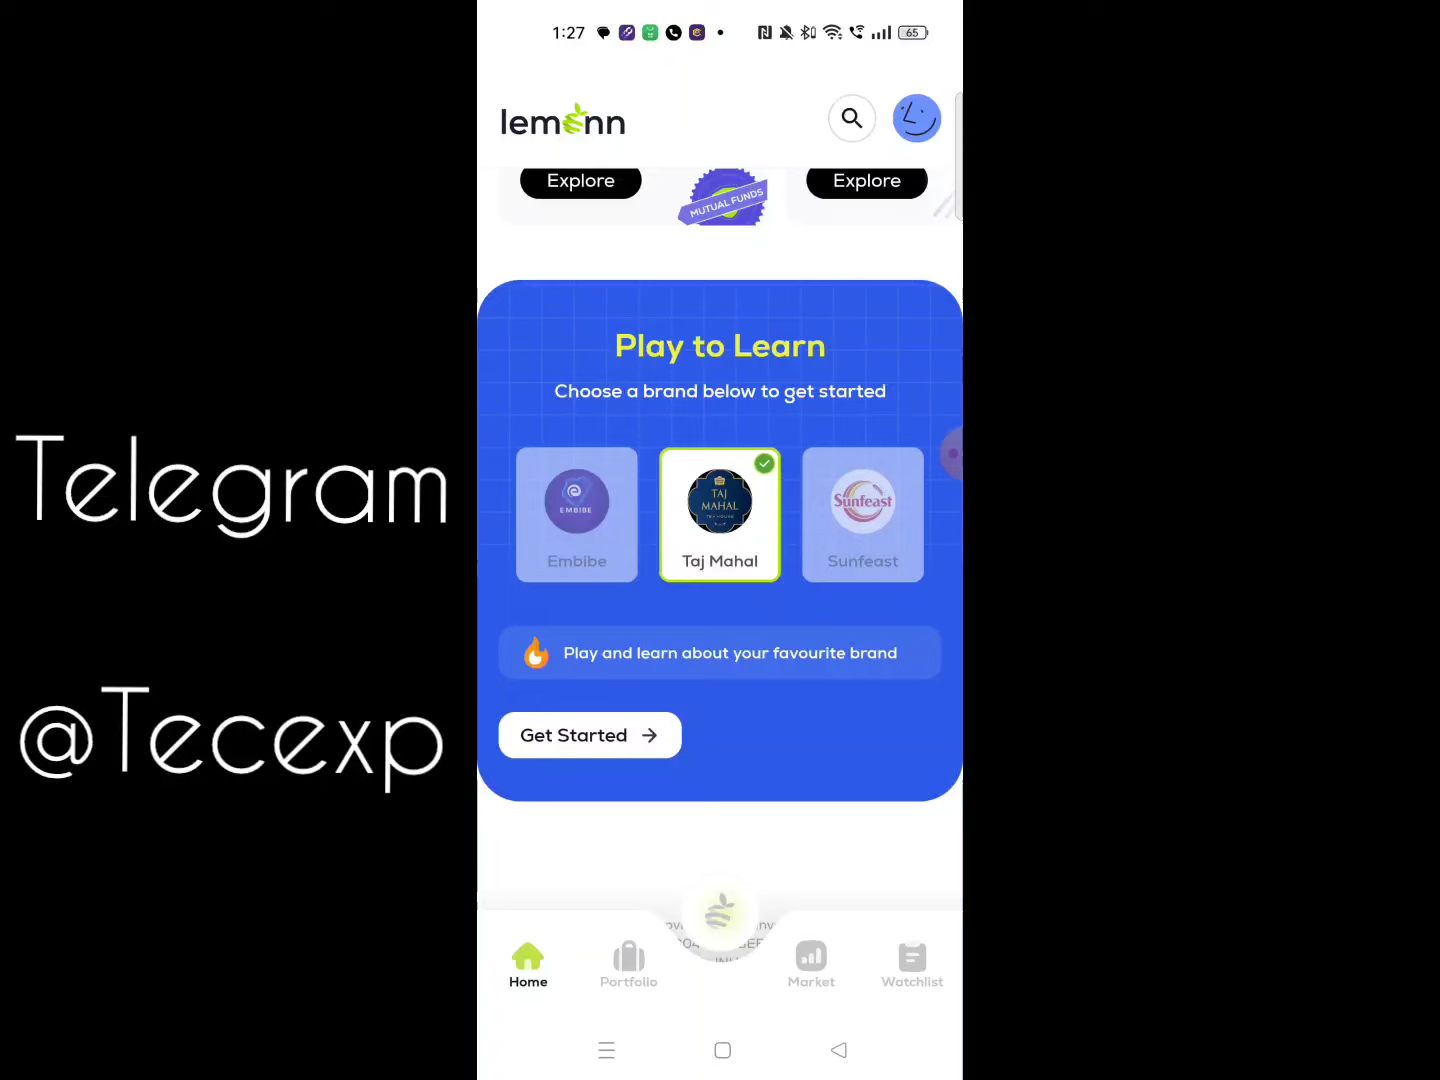 1:27
65
lemonn
Explore
MUTUAL FUNDS
Explore
Play to Learn
Choose a brand below to get started
EMBIBE
Embibe
TAJ
MAHAL
Taj Mahal
Sunfeast
Sunfeast
Play and learn about your favourite brand
Get Started
Home
Portfolio
Market
Watchlist
Telegram
@Tecexp